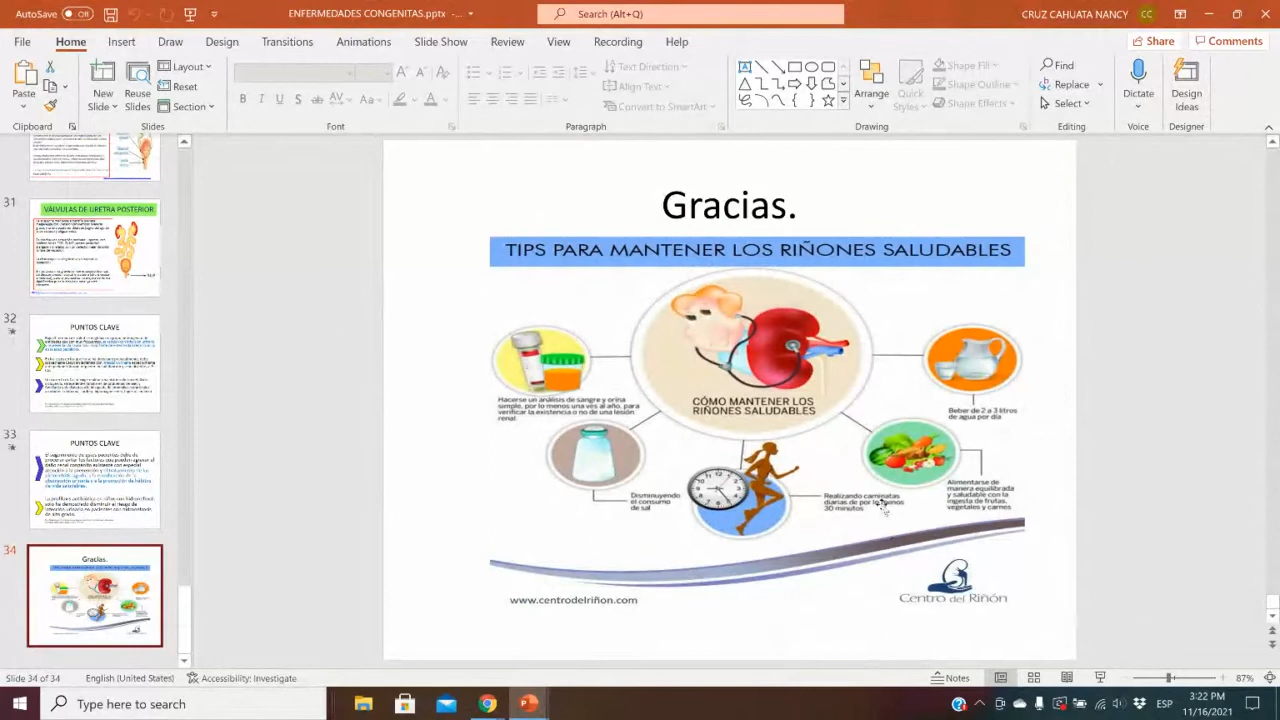 AutoSave Off
ENFERMEDADES CONGENITAS.pptx - ...
Search (Alt+Q)
CRUZ CAHUATA NANCY CC
File Home Insert Draw Design Transitions Animations Slide Show Review View Recording Help
Share Comments
Paste
New Slide
Reuse Slides
Layout
Reset
Section
Text Direction
Align Text
Convert to SmartArt
Arrange
Quick Styles
Shape Fill
Shape Outline
Shape Effects
Find
Replace
Select
Dictate
Design Ideas
Clipboard Slides Font Paragraph Drawing Editing Voice Designer
31
VÁLVULAS DE URETRA POSTERIOR
32
PUNTOS CLAVE
PUNTOS CLAVE
34
Gracias.
Gracias.
TIPS PARA MANTENER LOS RIÑONES SALUDABLES
CÓMO MANTENER LOS
RIÑONES SALUDABLES
Hacerse un análisis de sangre y orina
simple, por lo menos una vés al año, para
verificar la existencia o no de una lesión
renal
Beber de 2 a 3 litros
de agua por día
Disminuyendo
el consumo
de sal
Realizando caminatas
diarias de por lo menos
30 minutos
Alimentarse de
manera equilibrada
y saludable con la
ingesta de frutas,
vegetales y carnes
www.centrodelriñon.com
Centro del Riñón
Slide 34 of 34 English (United States) Accessibility: Investigate
Notes
87%
Type here to search
ESP
3:22 PM
11/16/2021